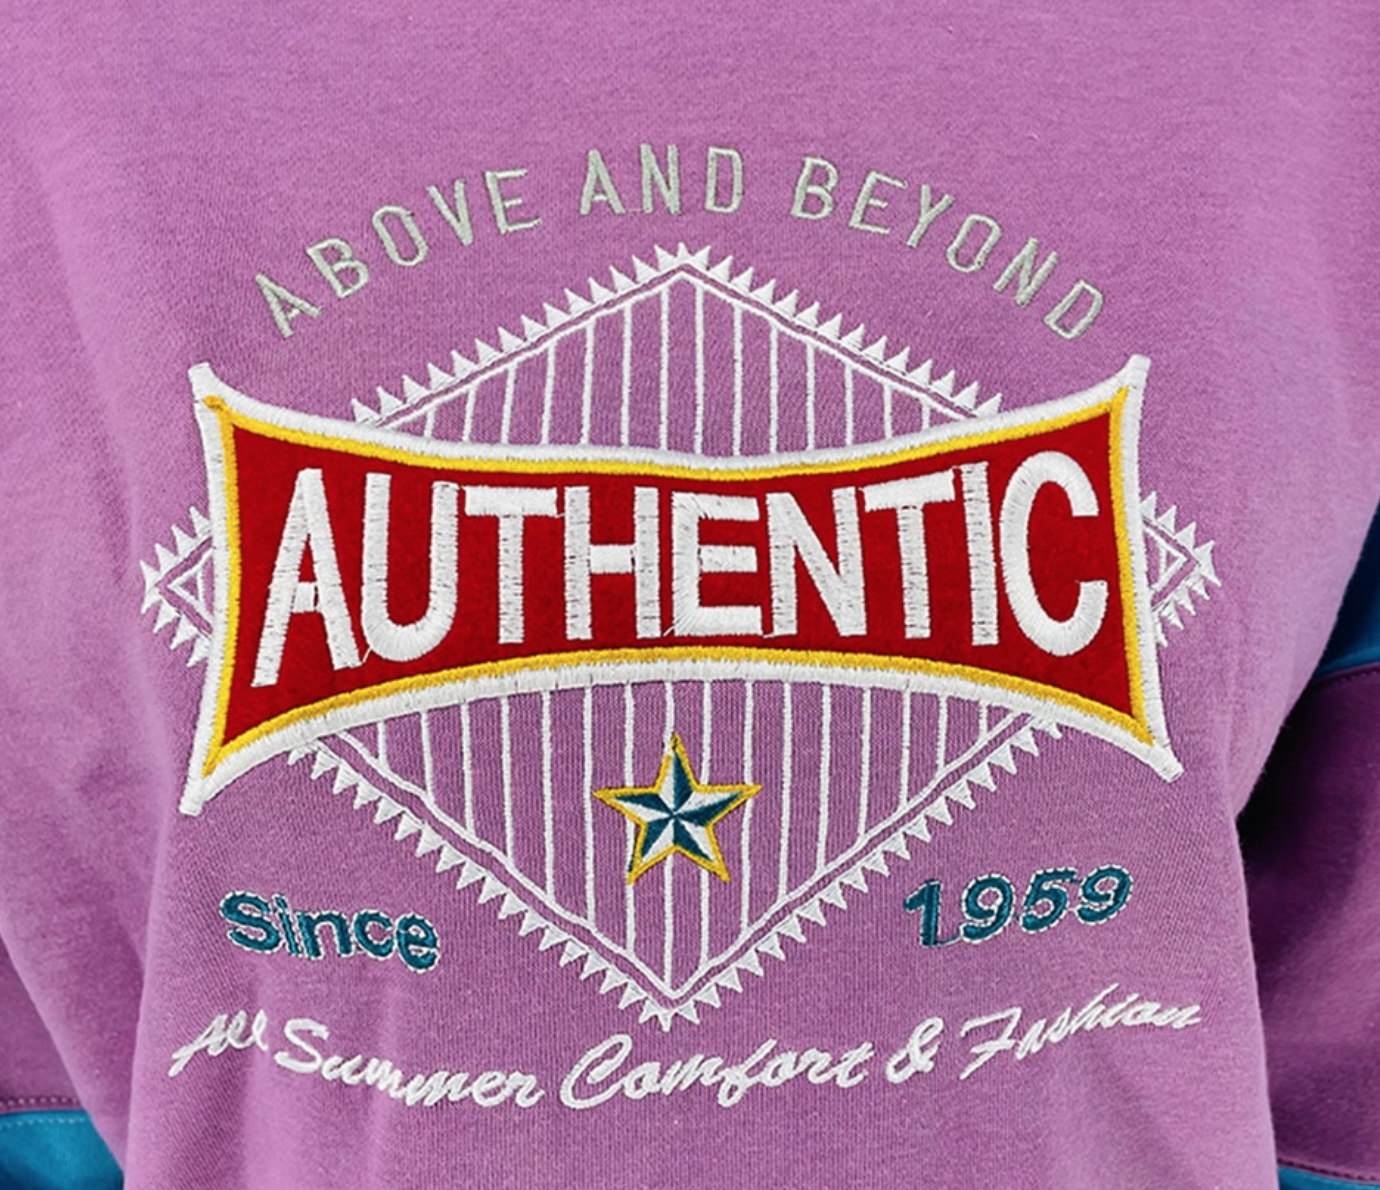 ABOVE AND BEYOND
AUTHENTIC
Since 1959
All Summer Comfort & Fashion